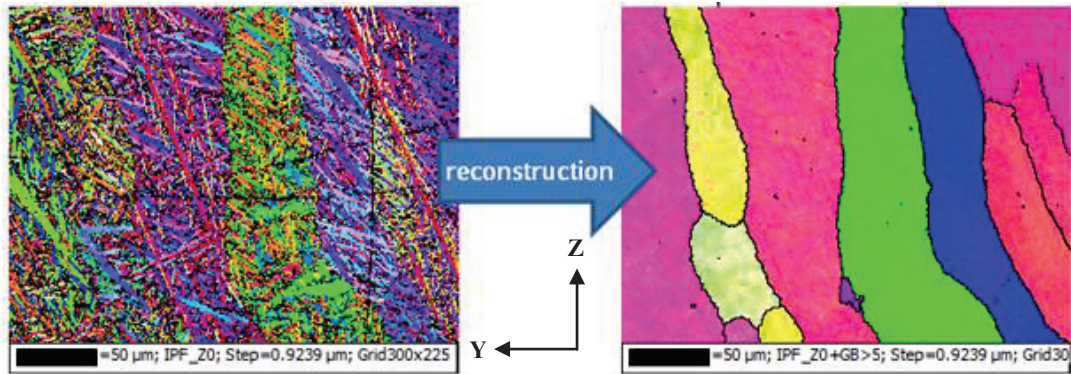 reconstruction
Z
Y
=50 µm; IPF_Z0; Step=0.9239 µm; Grid300x225
=50 µm; IPF_Z0+GB>5; Step=0.9239 µm; Grid30